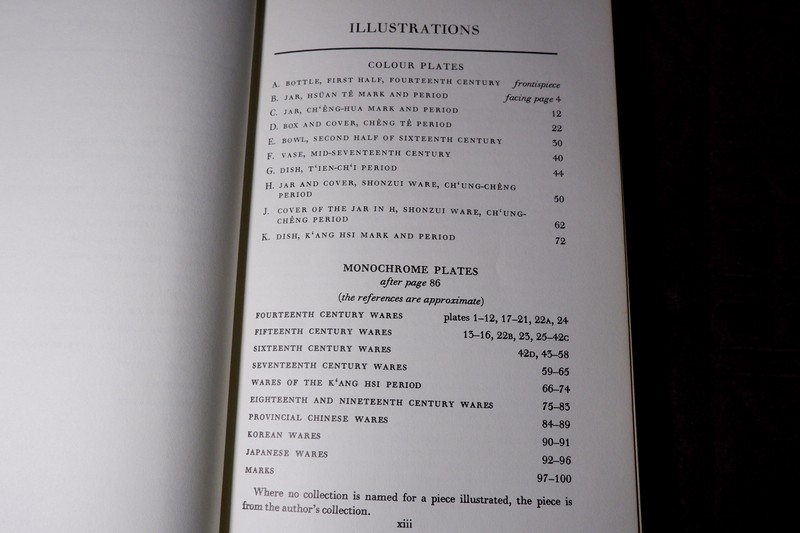 ILLUSTRATIONS
COLOUR PLATES
A. BOTTLE, FIRST HALF, FOURTEENTH CENTURY frontispiece
B. JAR, HSÜAN TÊ MARK AND PERIOD facing page 4
C. JAR, CH‘ÊNG-HUA MARK AND PERIOD 12
D. BOX AND COVER, CHÊNG TÊ PERIOD 22
E. BOWL, SECOND HALF OF SIXTEENTH CENTURY 30
F. VASE, MID-SEVENTEENTH CENTURY 40
G. DISH, T‘IEN-CH‘I PERIOD 44
H. JAR AND COVER, SHONZUI WARE, CH‘UNG-CHÊNG
PERIOD 50
J. COVER OF THE JAR IN H, SHONZUI WARE, CH‘UNG-
CHÊNG PERIOD 62
K. DISH, K‘ANG HSI MARK AND PERIOD 72
MONOCHROME PLATES
after page 86
(the references are approximate)
FOURTEENTH CENTURY WARES plates 1–12, 17–21, 22A, 24
FIFTEENTH CENTURY WARES 13–16, 22B, 23, 25–42C
SIXTEENTH CENTURY WARES 42D, 43–58
SEVENTEENTH CENTURY WARES 59–65
WARES OF THE K‘ANG HSI PERIOD 66–74
EIGHTEENTH AND NINETEENTH CENTURY WARES 75–83
PROVINCIAL CHINESE WARES 84–89
KOREAN WARES 90–91
JAPANESE WARES 92–96
MARKS 97–100
Where no collection is named for a piece illustrated, the piece is
from the author's collection.
xiii